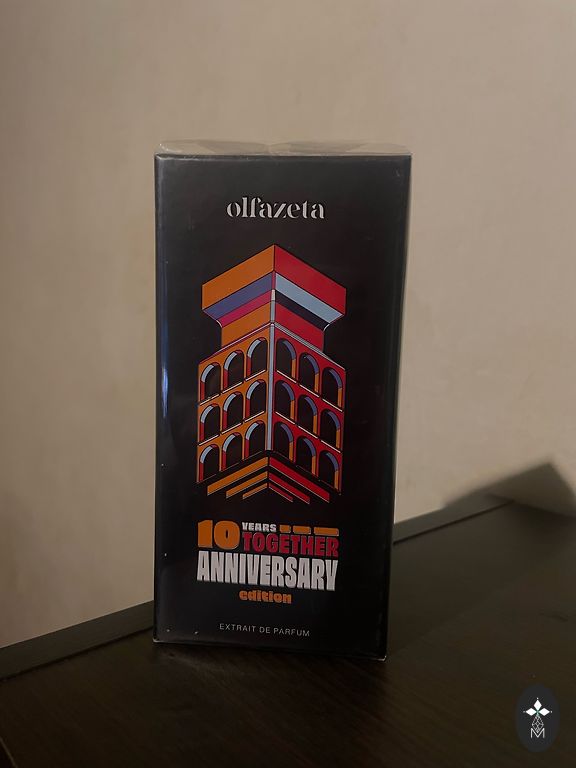 olfazeta
10 YEARS
TOGETHER
ANNIVERSARY
edition
EXTRAIT DE PARFUM
M